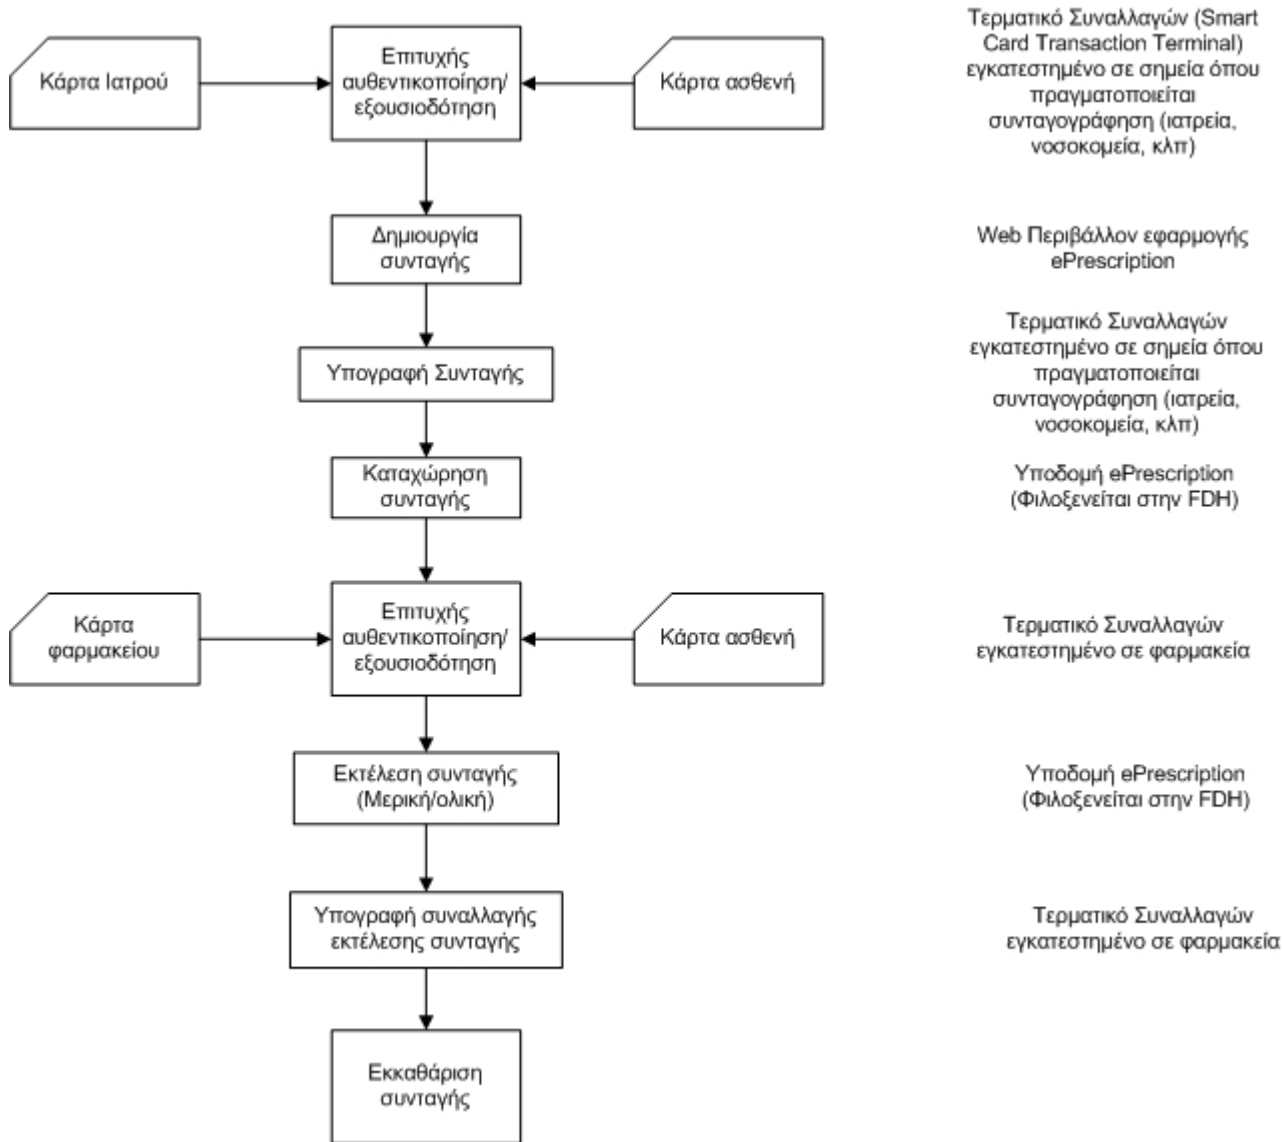 Κάρτα Ιατρού
Επιτυχής
αυθεντικοποίηση/
εξουσιοδότηση
Κάρτα ασθενή
Τερματικό Συναλλαγών (Smart
Card Transaction Terminal)
εγκατεστημένο σε σημεία όπου
πραγματοποιείται
συνταγογράφηση (ιατρεία,
νοσοκομεία, κλπ)
Δημιουργία
συνταγής
Web Περιβάλλον εφαρμογής
ePrescription
Υπογραφή Συνταγής
Τερματικό Συναλλαγών
εγκατεστημένο σε σημεία όπου
πραγματοποιείται
συνταγογράφηση (ιατρεία,
νοσοκομεία, κλπ)
Καταχώρηση
συνταγής
Υποδομή ePrescription
(Φιλοξενείται στην FDH)
Κάρτα
φαρμακείου
Επιτυχής
αυθεντικοποίηση/
εξουσιοδότηση
Κάρτα ασθενή
Τερματικό Συναλλαγών
εγκατεστημένο σε φαρμακεία
Εκτέλεση συνταγής
(Μερική/ολική)
Υποδομή ePrescription
(Φιλοξενείται στην FDH)
Υπογραφή συναλλαγής
εκτέλεσης συνταγής
Τερματικό Συναλλαγών
εγκατεστημένο σε φαρμακεία
Εκκαθάριση
συνταγής